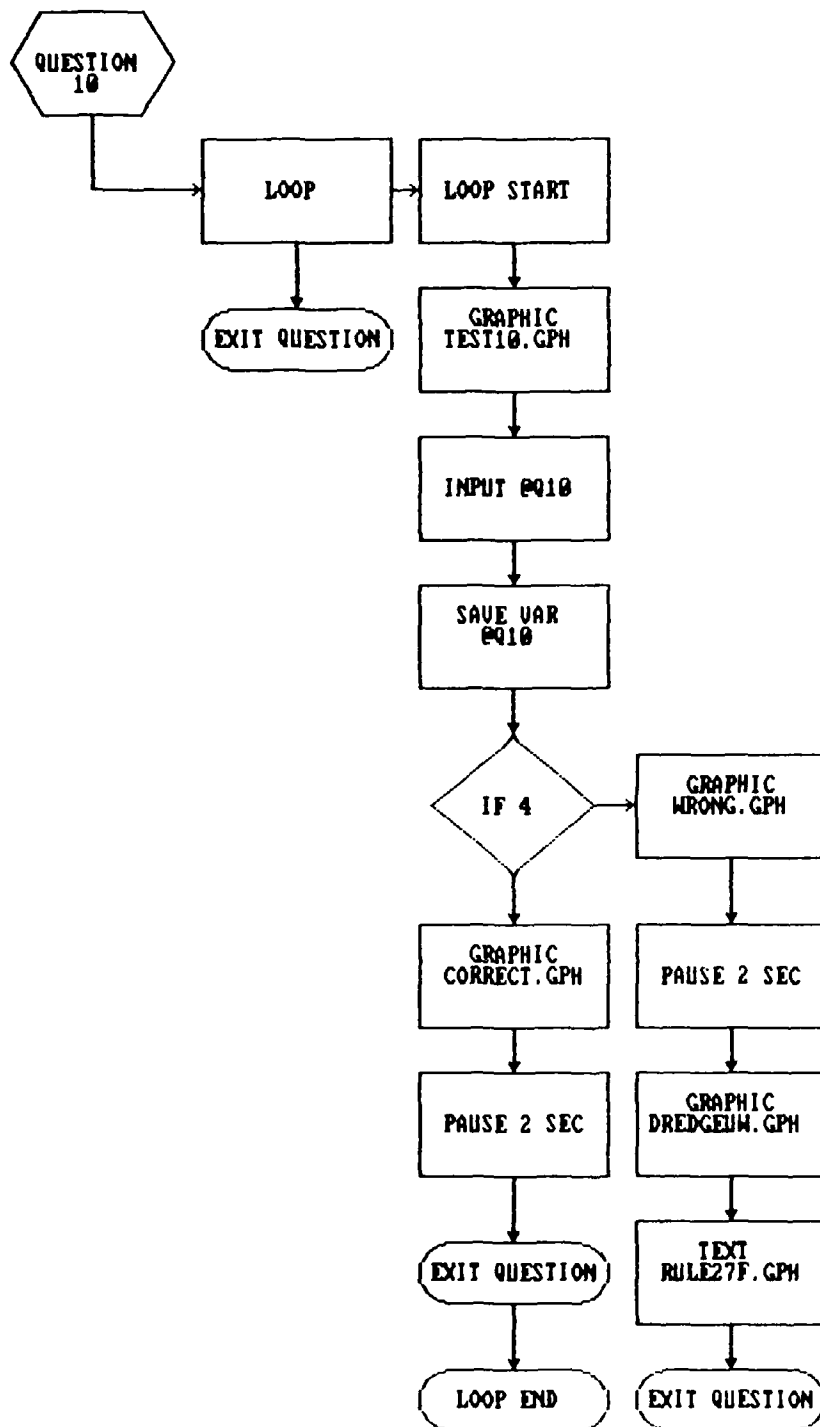 QUESTION
10
LOOP
LOOP START
EXIT QUESTION
GRAPHIC
TEST10.GPH
INPUT @Q10
SAVE VAR
@Q10
IF 4
GRAPHIC
WRONG.GPH
GRAPHIC
CORRECT.GPH
PAUSE 2 SEC
PAUSE 2 SEC
GRAPHIC
DREDGEUW.GPH
EXIT QUESTION
TEXT
RULE27F.GPH
LOOP END
EXIT QUESTION